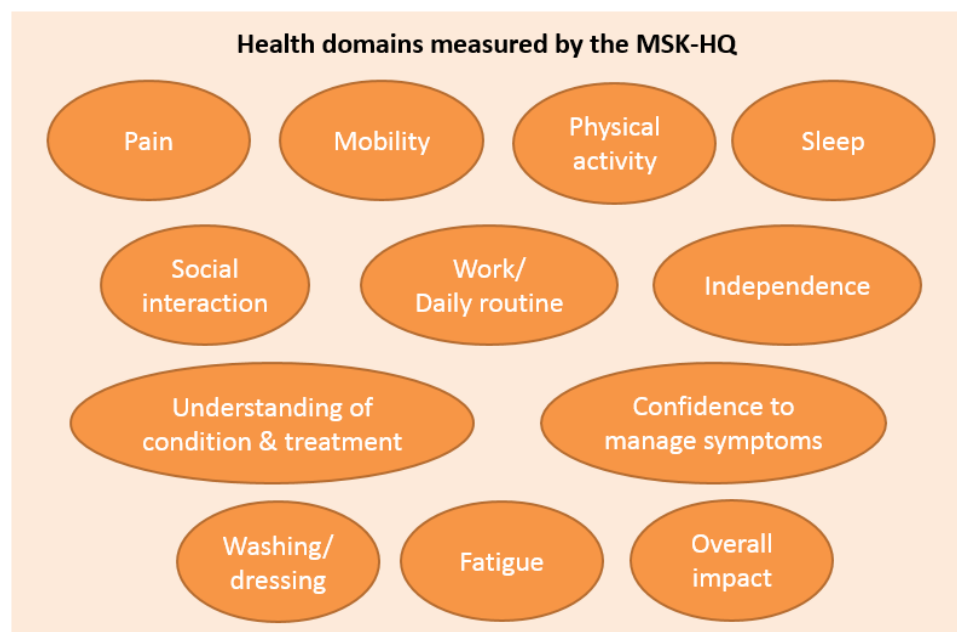 Health domains measured by the MSK-HQ
Pain
Mobility
Physical
activity
Sleep
Social
interaction
Work/
Daily routine
Independence
Understanding of
condition & treatment
Confidence to
manage symptoms
Washing/
dressing
Fatigue
Overall
impact